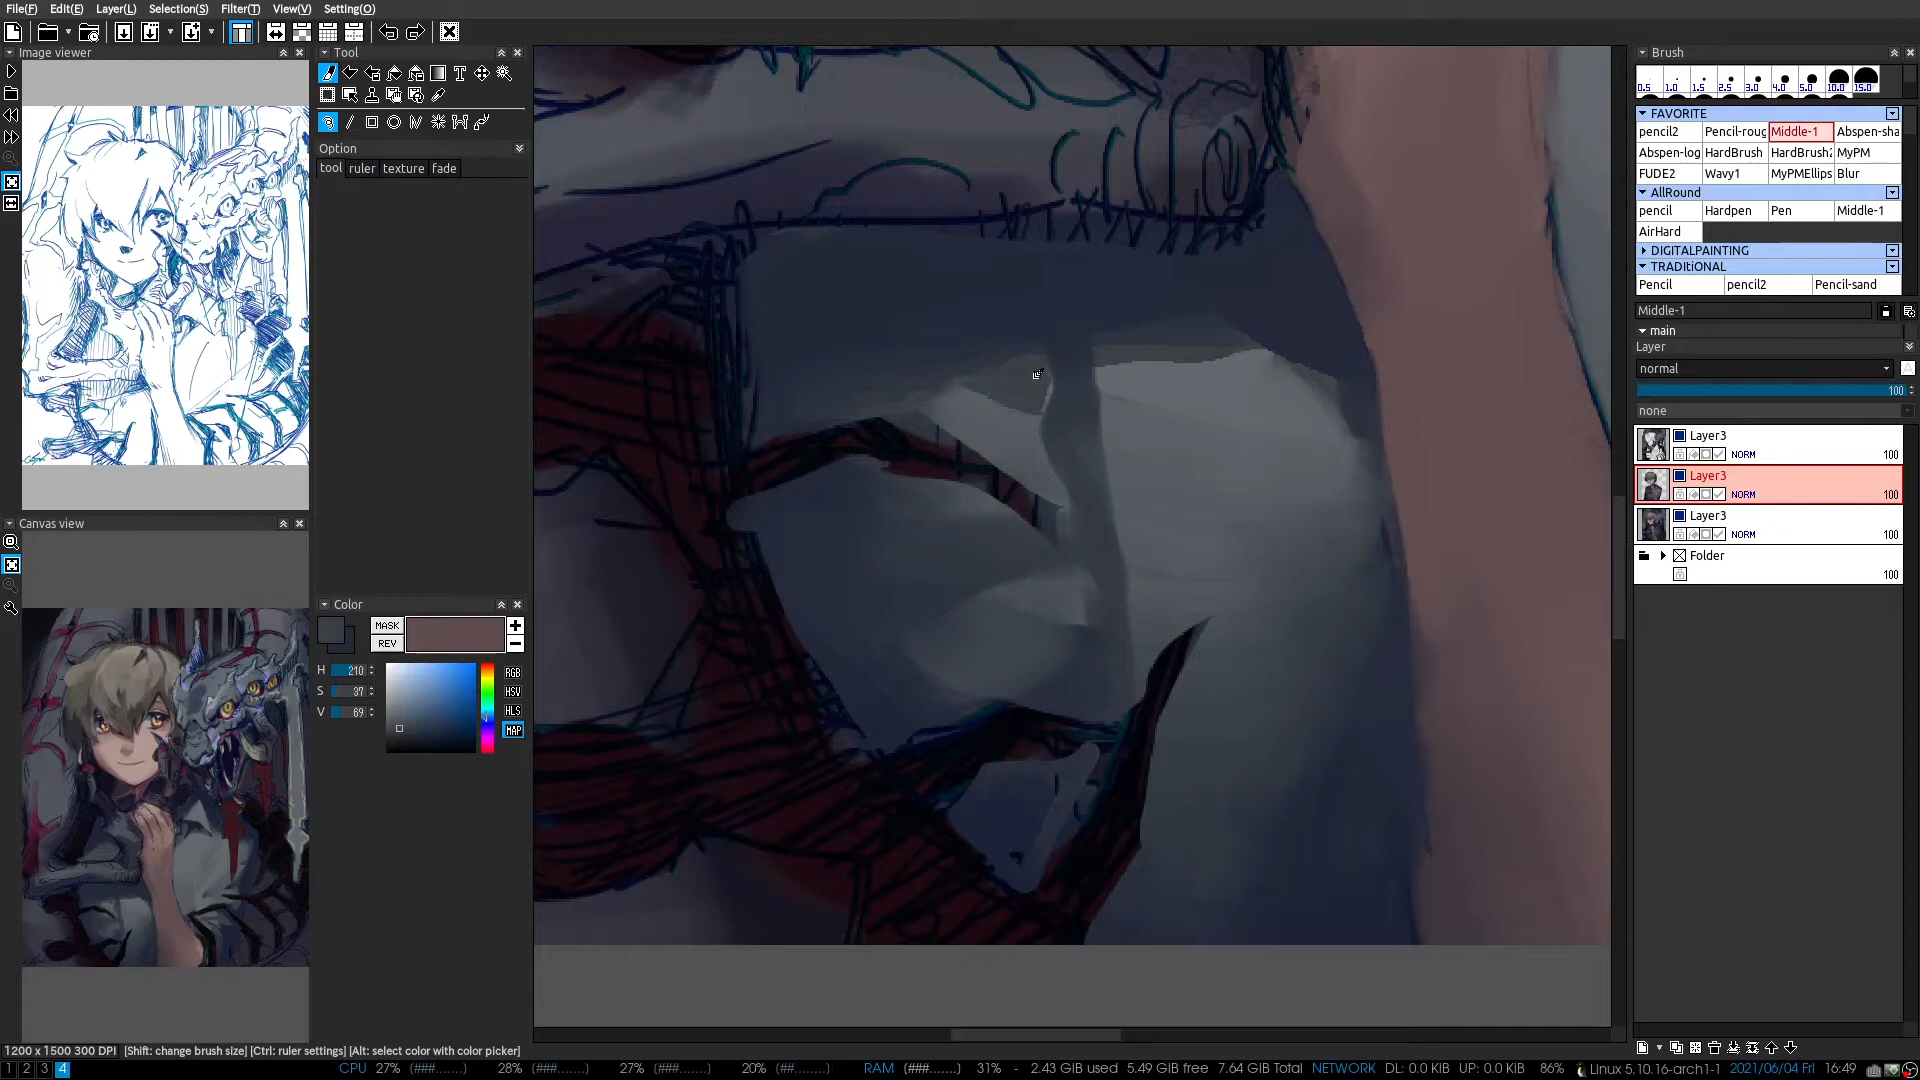 File(F) Edit(E) Layer(L) Selection(S) Filter(T) View(V) Setting(O)
Image viewer
Canvas view
Tool
Option
tool ruler texture fade
Color
MASK
REV
H 210
S 37
V 69
RGB
HSV
HLS
MAP
Brush
0.5 1.0 1.5 2.5 3.0 4.0 5.0 10.0 15.0
FAVORITE
pencil2 Pencil-roug Middle-1 Abspen-sha
Abspen-log HardBrush HardBrush2 MyPM
FUDE2 Wavy1 MyPMEllips Blur
AllRound
pencil Hardpen Pen Middle-1
AirHard
DIGITALPAINTING
TRADItiONAL
Pencil pencil2 Pencil-sand
Middle-1
main
Layer
normal
100
none
Layer3
NORM 100
Layer3
NORM 100
Layer3
NORM 100
Folder
100
1200 x 1500 300 DPI [Shift: change brush size] [Ctrl: ruler settings] [Alt: select color with color picker]
1 2 3 4 CPU 27% (###.......) 28% (###.......) 27% (###.......) 20% (##........) RAM (###.......) 31% - 2.43 GIB used 5.49 GIB free 7.64 GIB Total NETWORK DL: 0.0 KIB UP: 0.0 KIB 86% Linux 5.10.16-arch1-1 2021/06/04 Fri 16:49